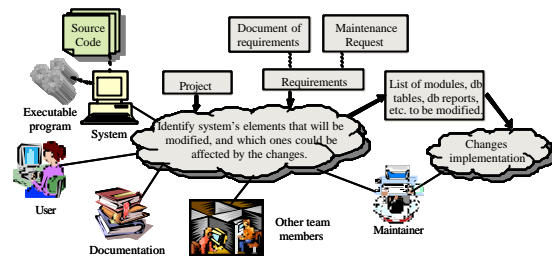 Source
Code
Document of
requirements
Maintenance
Request
Project
Requirements
List of modules, db
tables, db reports,
etc. to be modified.
Executable
program
System
Identify system's elements that will be
modified, and which ones could be
affected by the changes.
Changes
implementation
User
Documentation
Other team
members
Maintainer